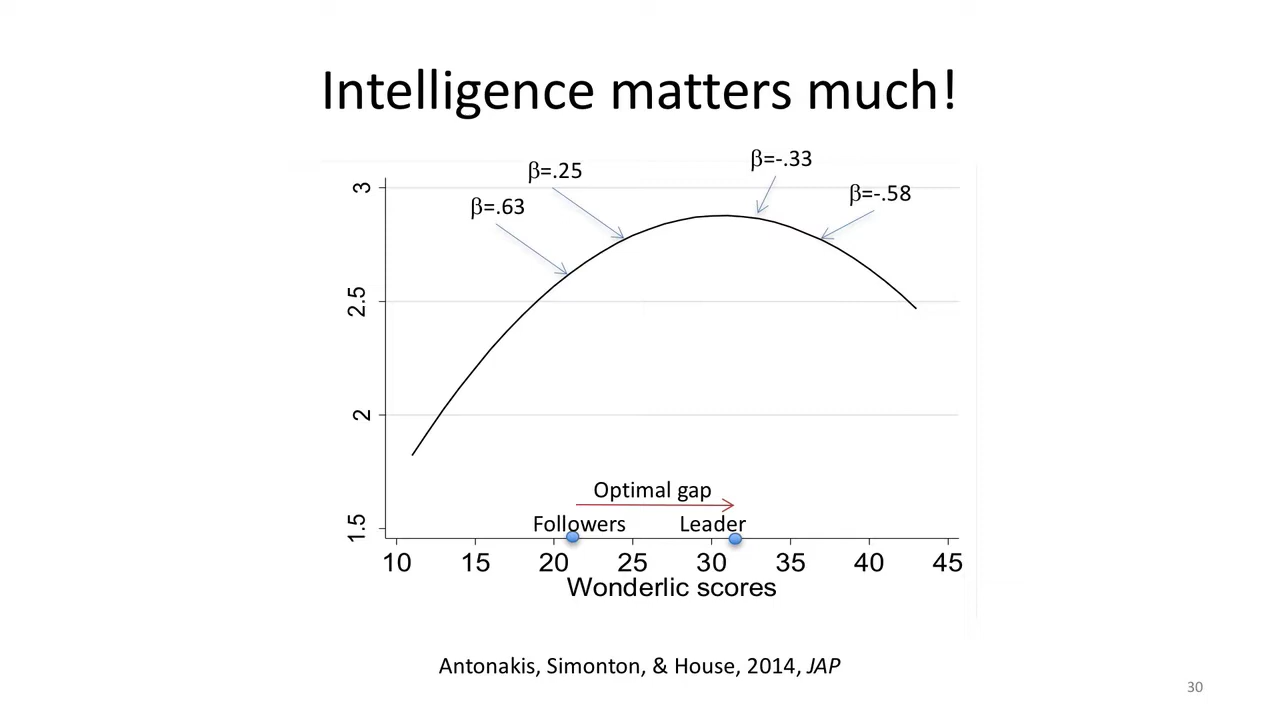 Intelligence matters much!
β=-.33
β=.25
β=-.58
β=.63
3
2.5
2
1.5
Optimal gap
Followers Leader
10 15 20 25 30 35 40 45
Wonderlic scores
Antonakis, Simonton, & House, 2014, JAP
30